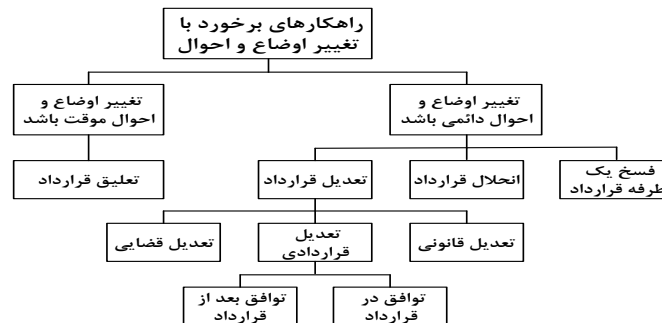 راهکارهای برخورد با
تغییر اوضاع و احوال
تغییر اوضاع و
احوال دائمی باشد
تغییر اوضاع و
احوال موقت باشد
فسخ یک
طرفه قرارداد
انحلال قرارداد
تعدیل قرارداد
تعلیق قرارداد
تعدیل قانونی
تعدیل
قراردادی
تعدیل قضایی
توافق در
قرارداد
توافق بعد از
قرارداد